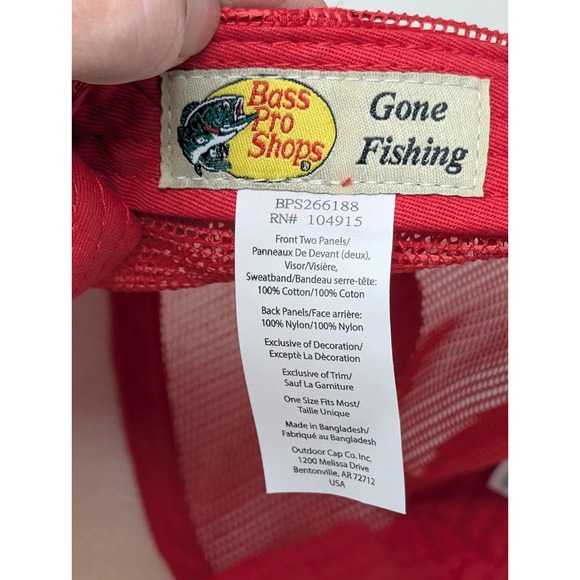 Bass
Pro
Shops
Gone
Fishing
BPS266188
RN# 104915
Front Two Panels/
Panneaux De Devant (deux),
Visor/Visière,
Sweatband/Bandeau serre-tête:
100% Cotton/100% Coton
Back Panels/Face arrière:
100% Nylon/100% Nylon
Exclusive of Decoration/
Excepté La Dècoration
Exclusive of Trim/
Sauf La Garniture
One Size Fits Most/
Taille Unique
Made in Bangladesh/
Fabriqué au Bangladesh
Outdoor Cap Co. Inc.
1200 Melissa Drive
Bentonville, AR 72712
USA